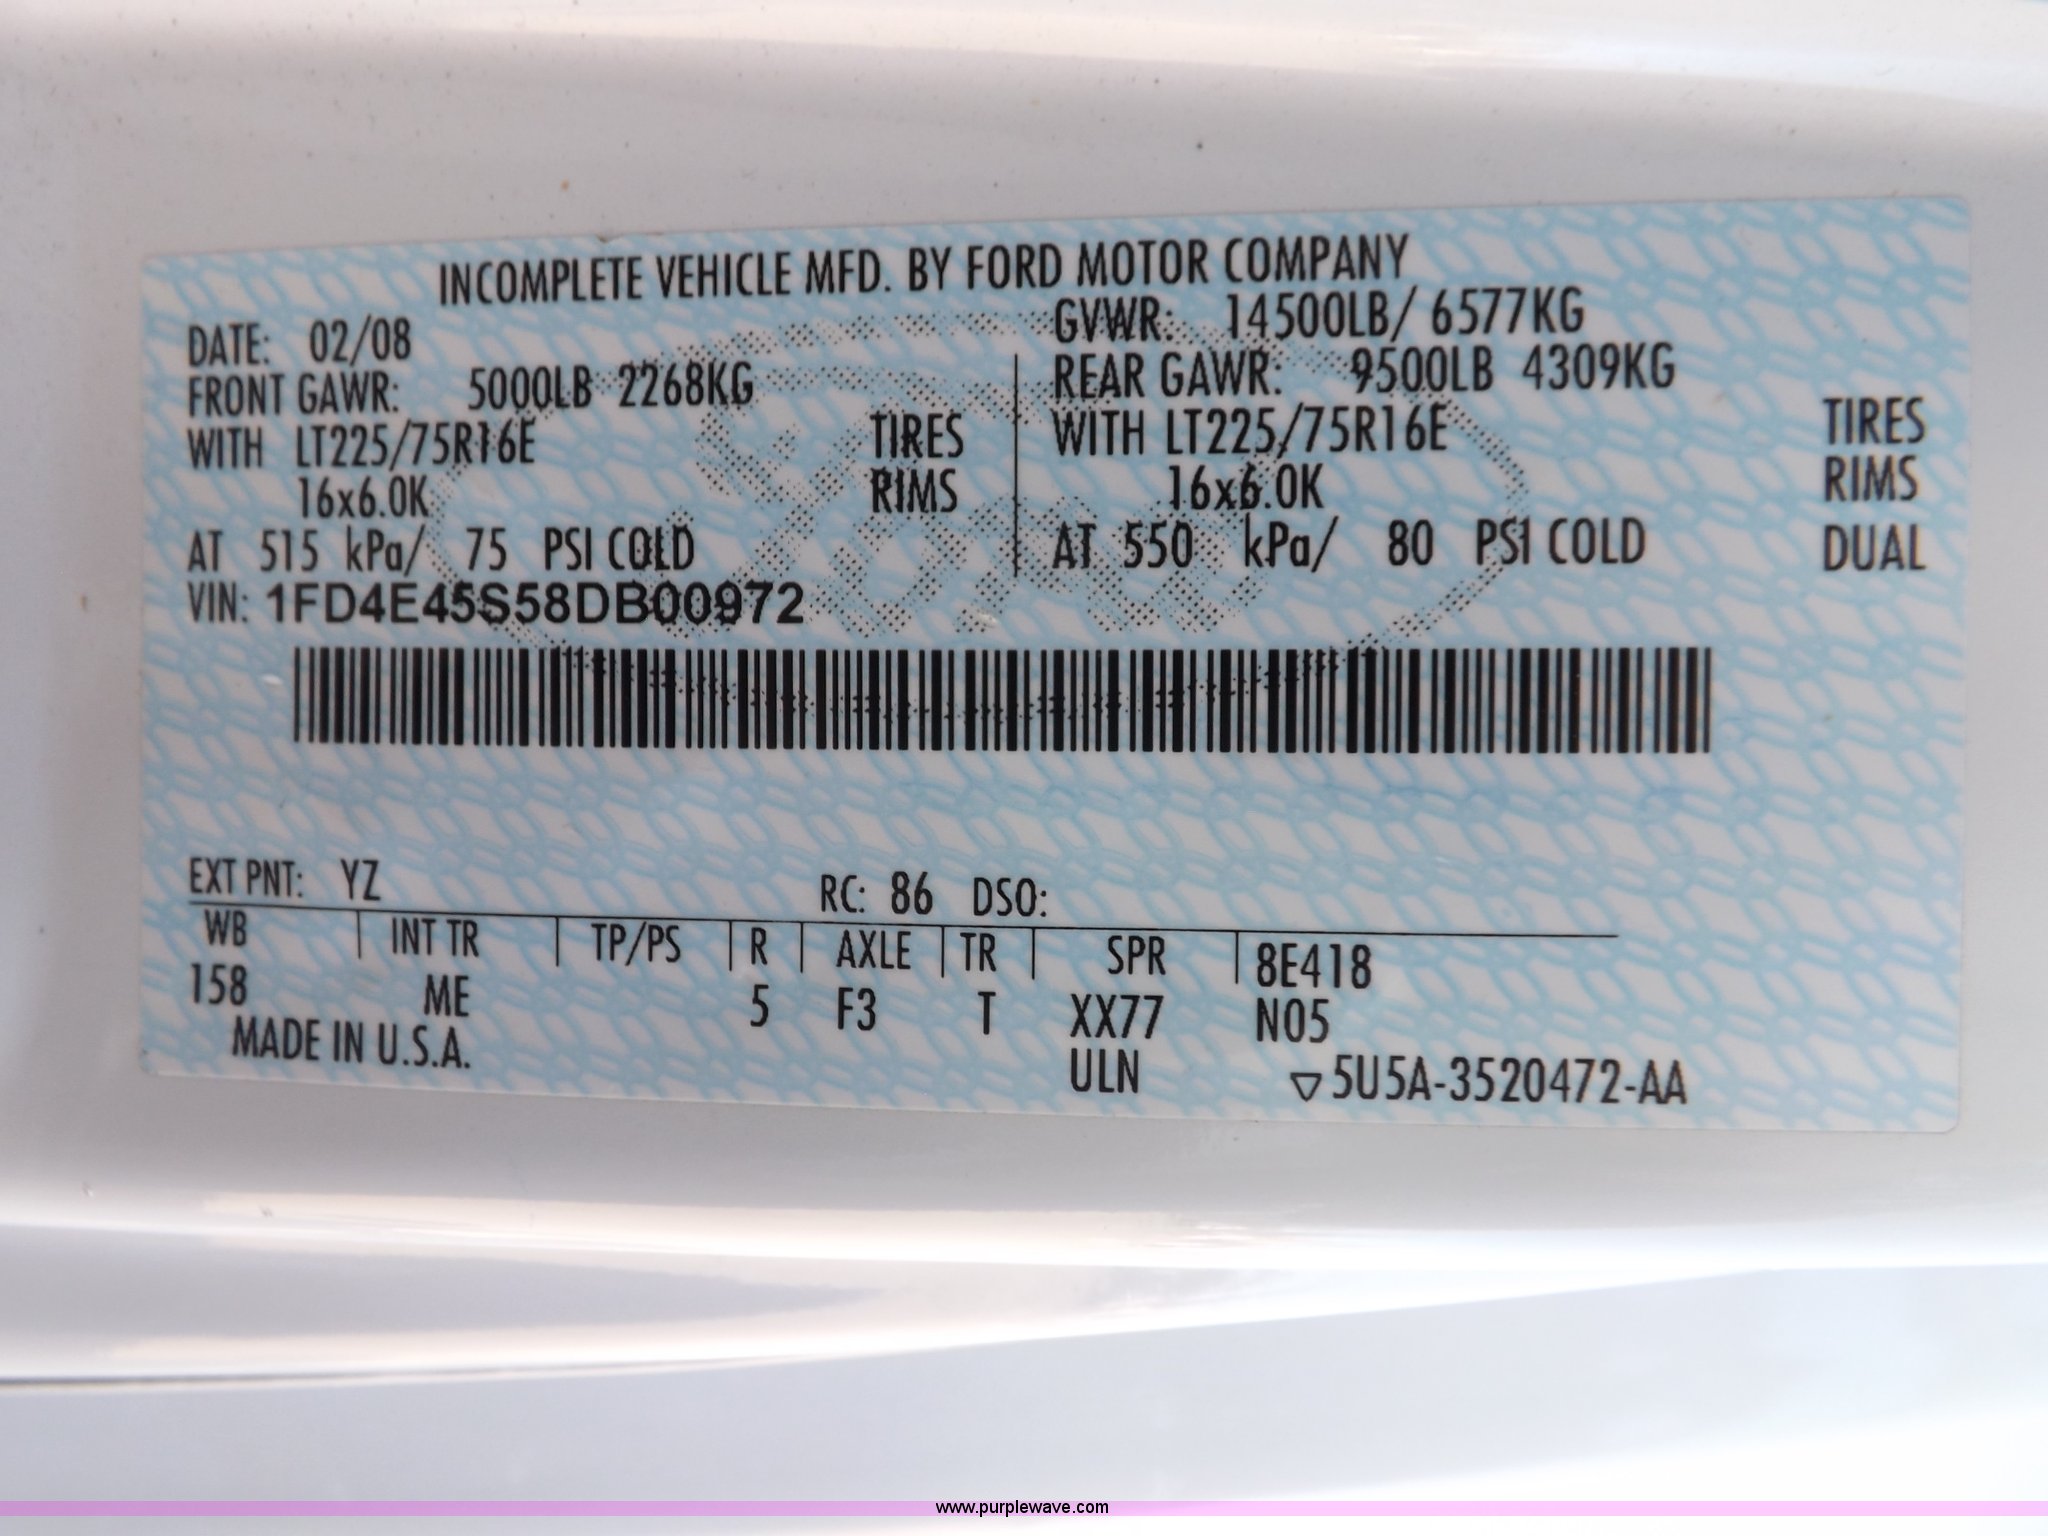 INCOMPLETE VEHICLE MFD. BY FORD MOTOR COMPANY
DATE: 02/08 GVWR: 14500LB/ 6577KG
FRONT GAWR: 5000LB 2268KG REAR GAWR: 9500LB 4309KG
WITH LT225/75R16E TIRES WITH LT225/75R16E TIRES
16x6.0K RIMS 16x6.0K RIMS
AT 515 kPa/ 75 PSI COLD AT 550 kPa/ 80 PSI COLD DUAL
VIN: 1FD4E45S58DB00972
Ford
EXT PNT: YZ RC: 86 DSO:
WB INT TR TP/PS R AXLE TR SPR 8E418
158 ME 5 F3 T XX77 N05
MADE IN U.S.A. ULN ▽5U5A-3520472-AA
www.purplewave.com